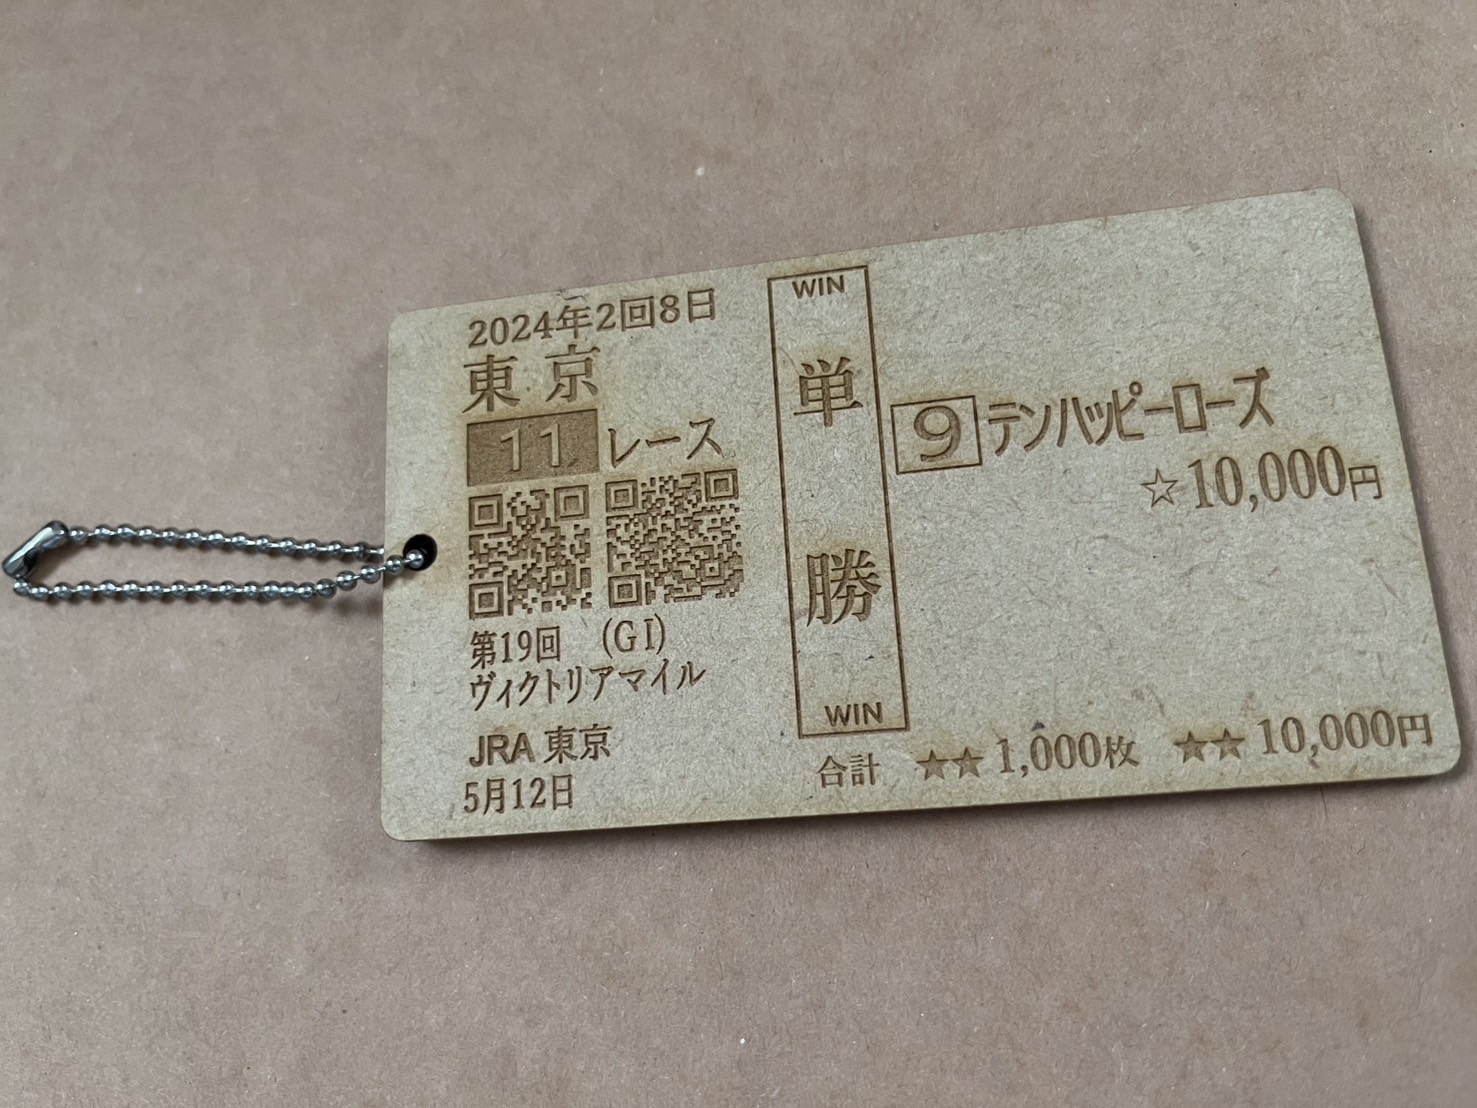 2024年2回8日
東京
11レース
第19回 (GI)
ヴィクトリアマイル
JRA 東京
5月12日
WIN
単勝
WIN
9 テンハッピーローズ
☆10,000円
合計 ★★1,000枚 ★★10,000円